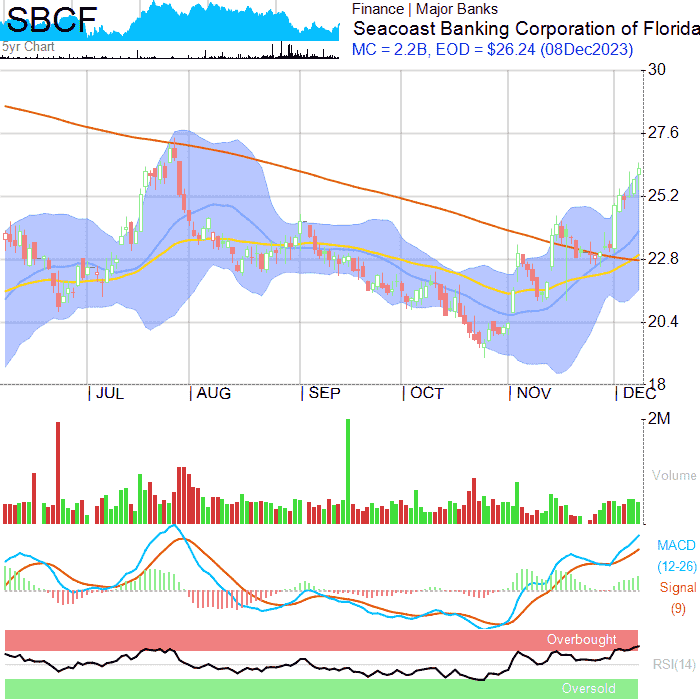 SBCF
5yr Chart
Finance | Major Banks
Seacoast Banking Corporation of Florida
MC = 2.2B, EOD = $26.24 (08Dec2023)
30
27.6
25.2
22.8
20.4
18
JUL AUG SEP OCT NOV DEC
2M
Volume
MACD
(12-26)
Signal
(9)
Overbought
RSI(14)
Oversold